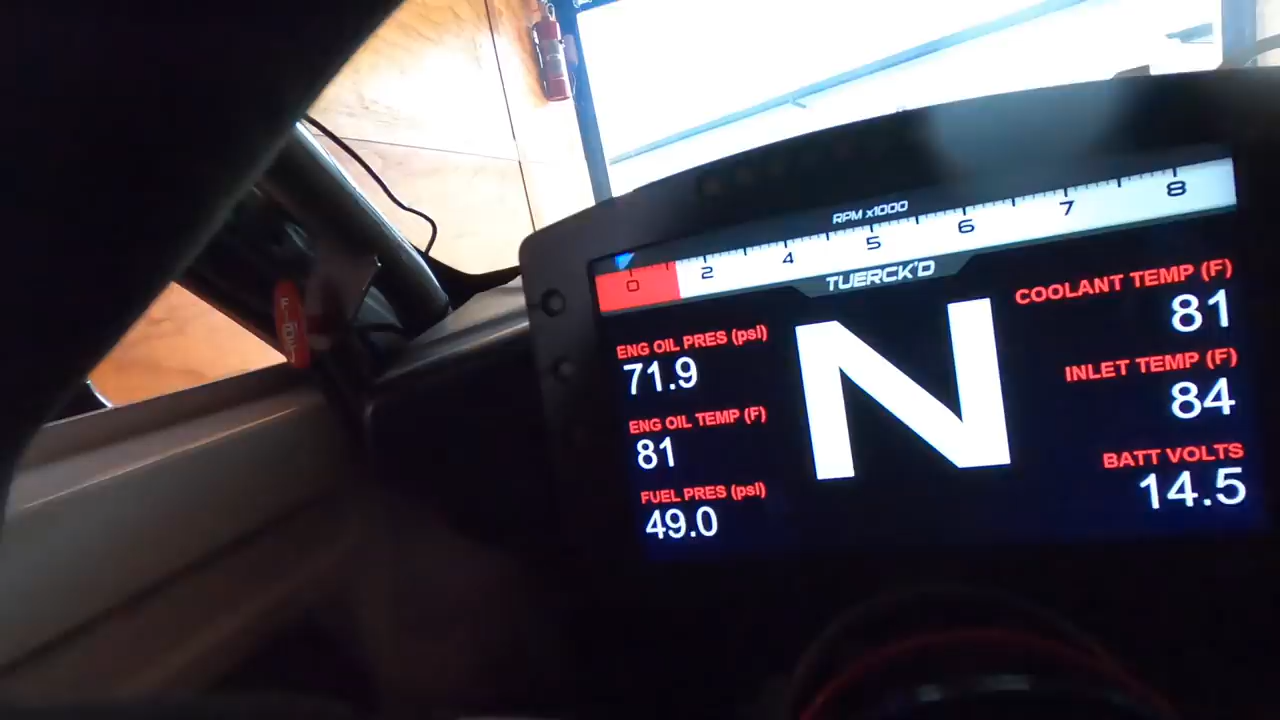 RPM x1000
0 2 4 5 6 7 8
TUERCK'D
ENG OIL PRES (psi)
71.9
ENG OIL TEMP (F)
81
FUEL PRES (psi)
49.0
N
COOLANT TEMP (F)
81
INLET TEMP (F)
84
BATT VOLTS
14.5